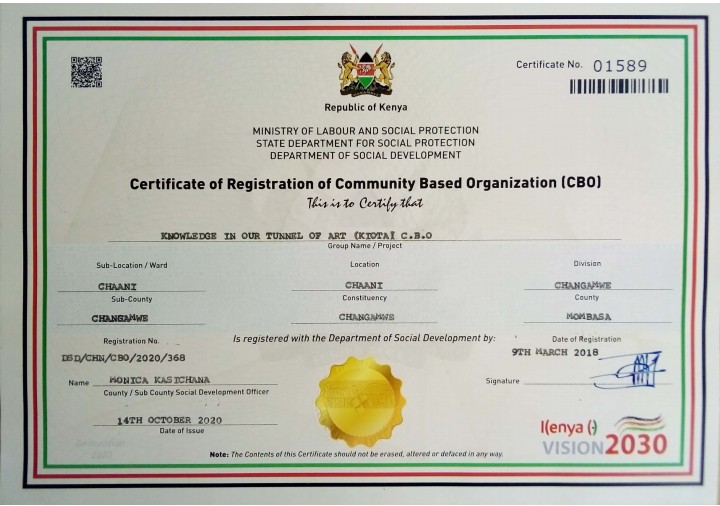 Certificate No. 01589
Republic of Kenya
MINISTRY OF LABOUR AND SOCIAL PROTECTION
STATE DEPARTMENT FOR SOCIAL PROTECTION
DEPARTMENT OF SOCIAL DEVELOPMENT
Certificate of Registration of Community Based Organization (CBO)
This is to Certify that
KNOWLEDGE IN OUR TUNNEL OF ART (KIOTA[ C.B.O
Group Name / Project
Sub-Location / Ward Location Division
CHAANI CHAANI CHANGAMWE
Sub-County Constituency County
CHANGAMWE CHANGAMWE MOMBASA
Registration No. Is registered with the Department of Social Development by: Date of Registration
DSD/CHN/CBO/2020/368 9TH MARCH 2018
Name MONICA KASICHANA Signature
County / Sub County Social Development Officer
14TH OCTOBER 2020
Date of Issue
Kenya
VISION2030
Note: The Contents of this Certificate should not be erased, altered or defaced in any way.